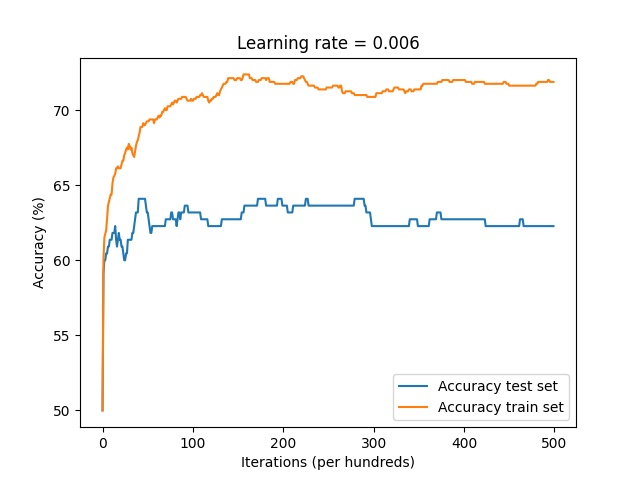 Learning rate = 0.006
Accuracy (%)
70
65
60
55
50
Accuracy test set
Accuracy train set
0 100 200 300 400 500
Iterations (per hundreds)